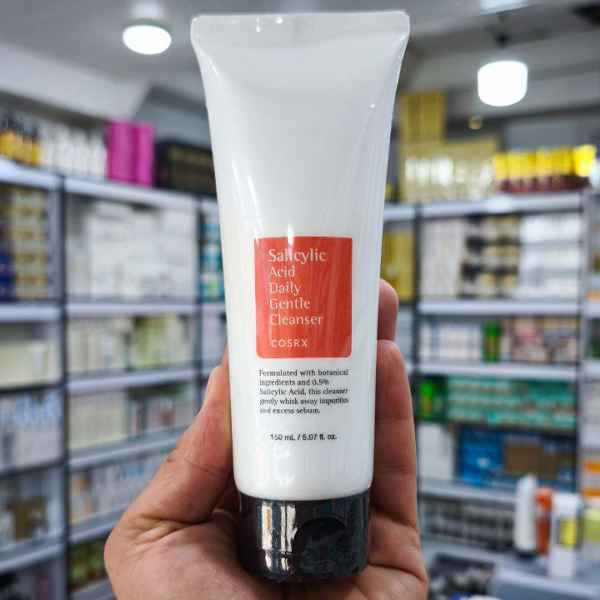 Salicylic
Acid
Daily
Gentle
Cleanser
COSRX
Formulated with botanical
ingredients and 0.5%
Salicylic Acid, this cleanser
gently whisk away impurities
and excess sebum.
150 mL / 5.07 fl. oz.